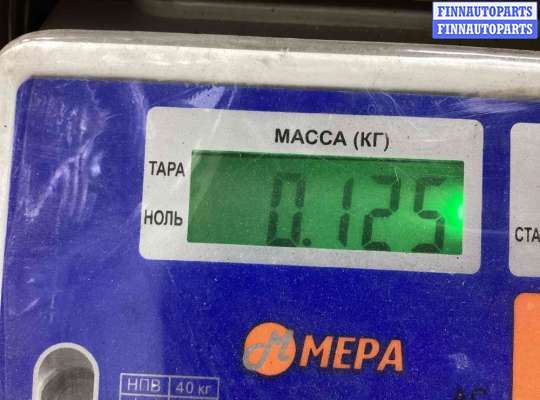 FINNAUTOPARTS
FINNAUTOPARTS
МАССА (КГ)
ТАРА
0.125
НОЛЬ
СТА
МЕРА
НПВ 40 кг